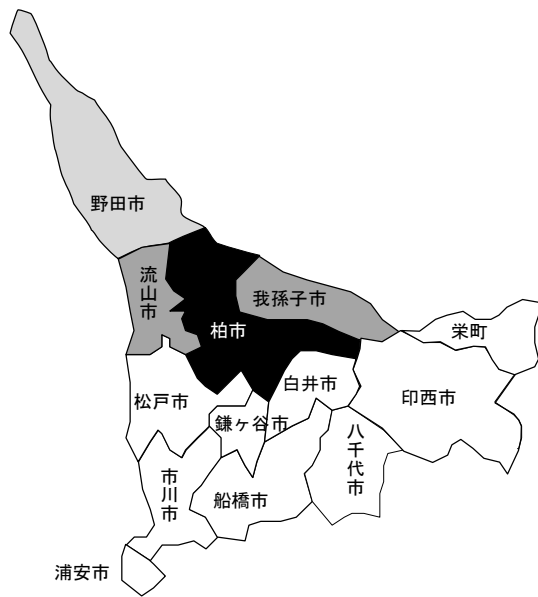 野田市
流山市
我孫子市
柏市
栄町
白井市
印西市
松戸市
鎌ヶ谷市
八千代市
市川市
船橋市
浦安市